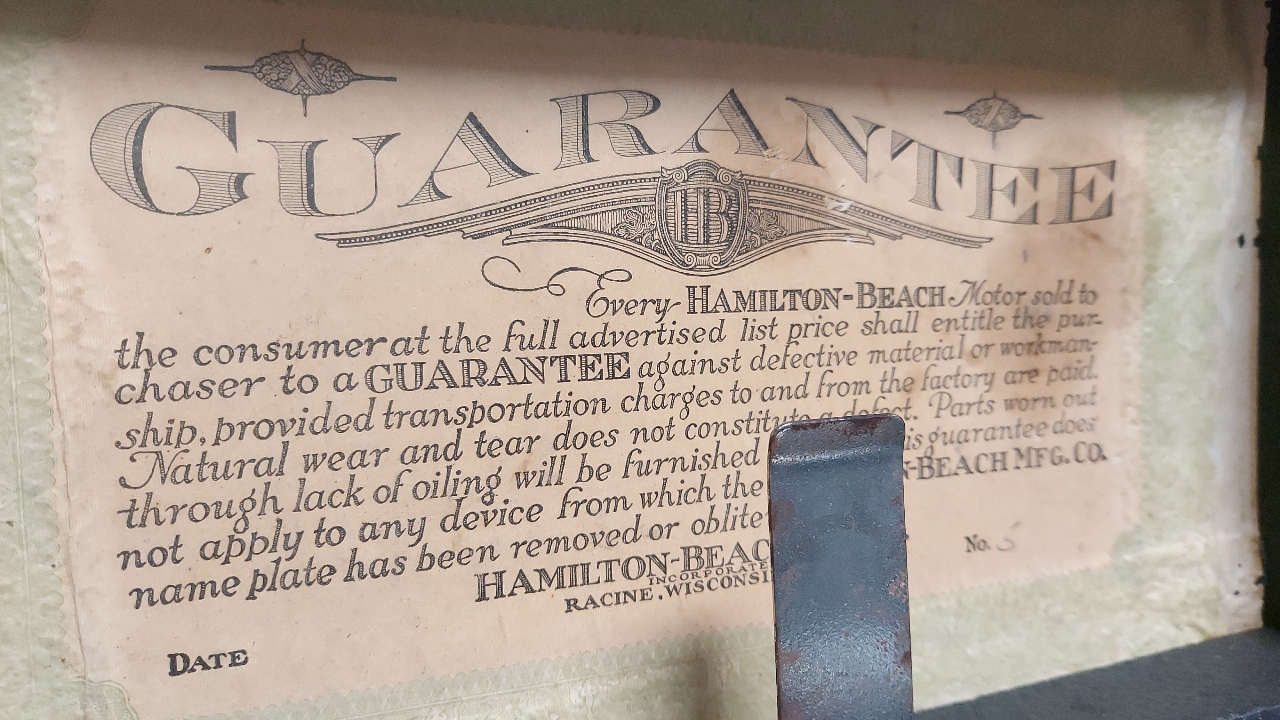 GUARANTEE
HB
Every HAMILTON-BEACH Motor sold to
the consumer at the full advertised list price shall entitle the pur-
chaser to a GUARANTEE against defective material or workman-
ship, provided transportation charges to and from the factory are paid.
Natural wear and tear does not constitute a defect. Parts worn out
through lack of oiling will be furnished is guarantee does
not apply to any device from which the N-BEACH MFG. CO.
name plate has been removed or oblite
HAMILTON-BEAC
INCORPORATE
RACINE. WISCONSI
No. 5
DATE